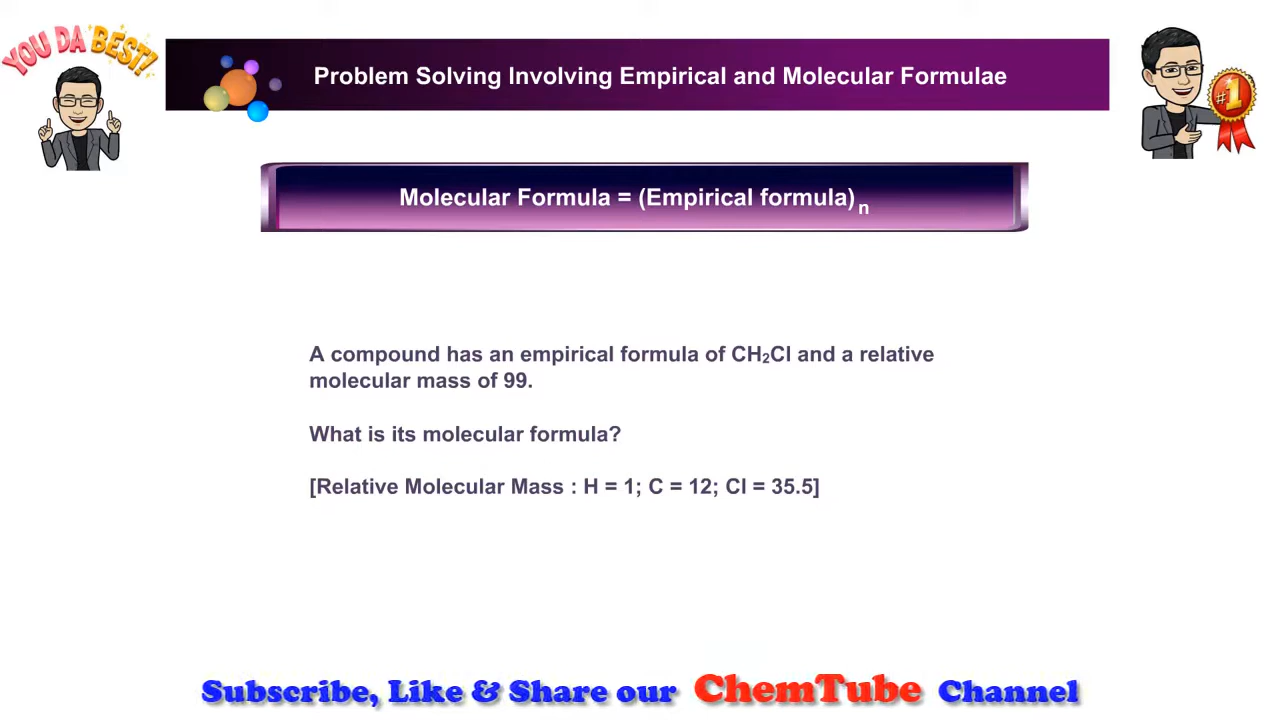 YOU DA BEST!
Problem Solving Involving Empirical and Molecular Formulae
#1
Molecular Formula = (Empirical formula)n
A compound has an empirical formula of CH₂Cl and a relative
molecular mass of 99.
What is its molecular formula?
[Relative Molecular Mass : H = 1; C = 12; Cl = 35.5]
Subscribe, Like & Share our ChemTube Channel